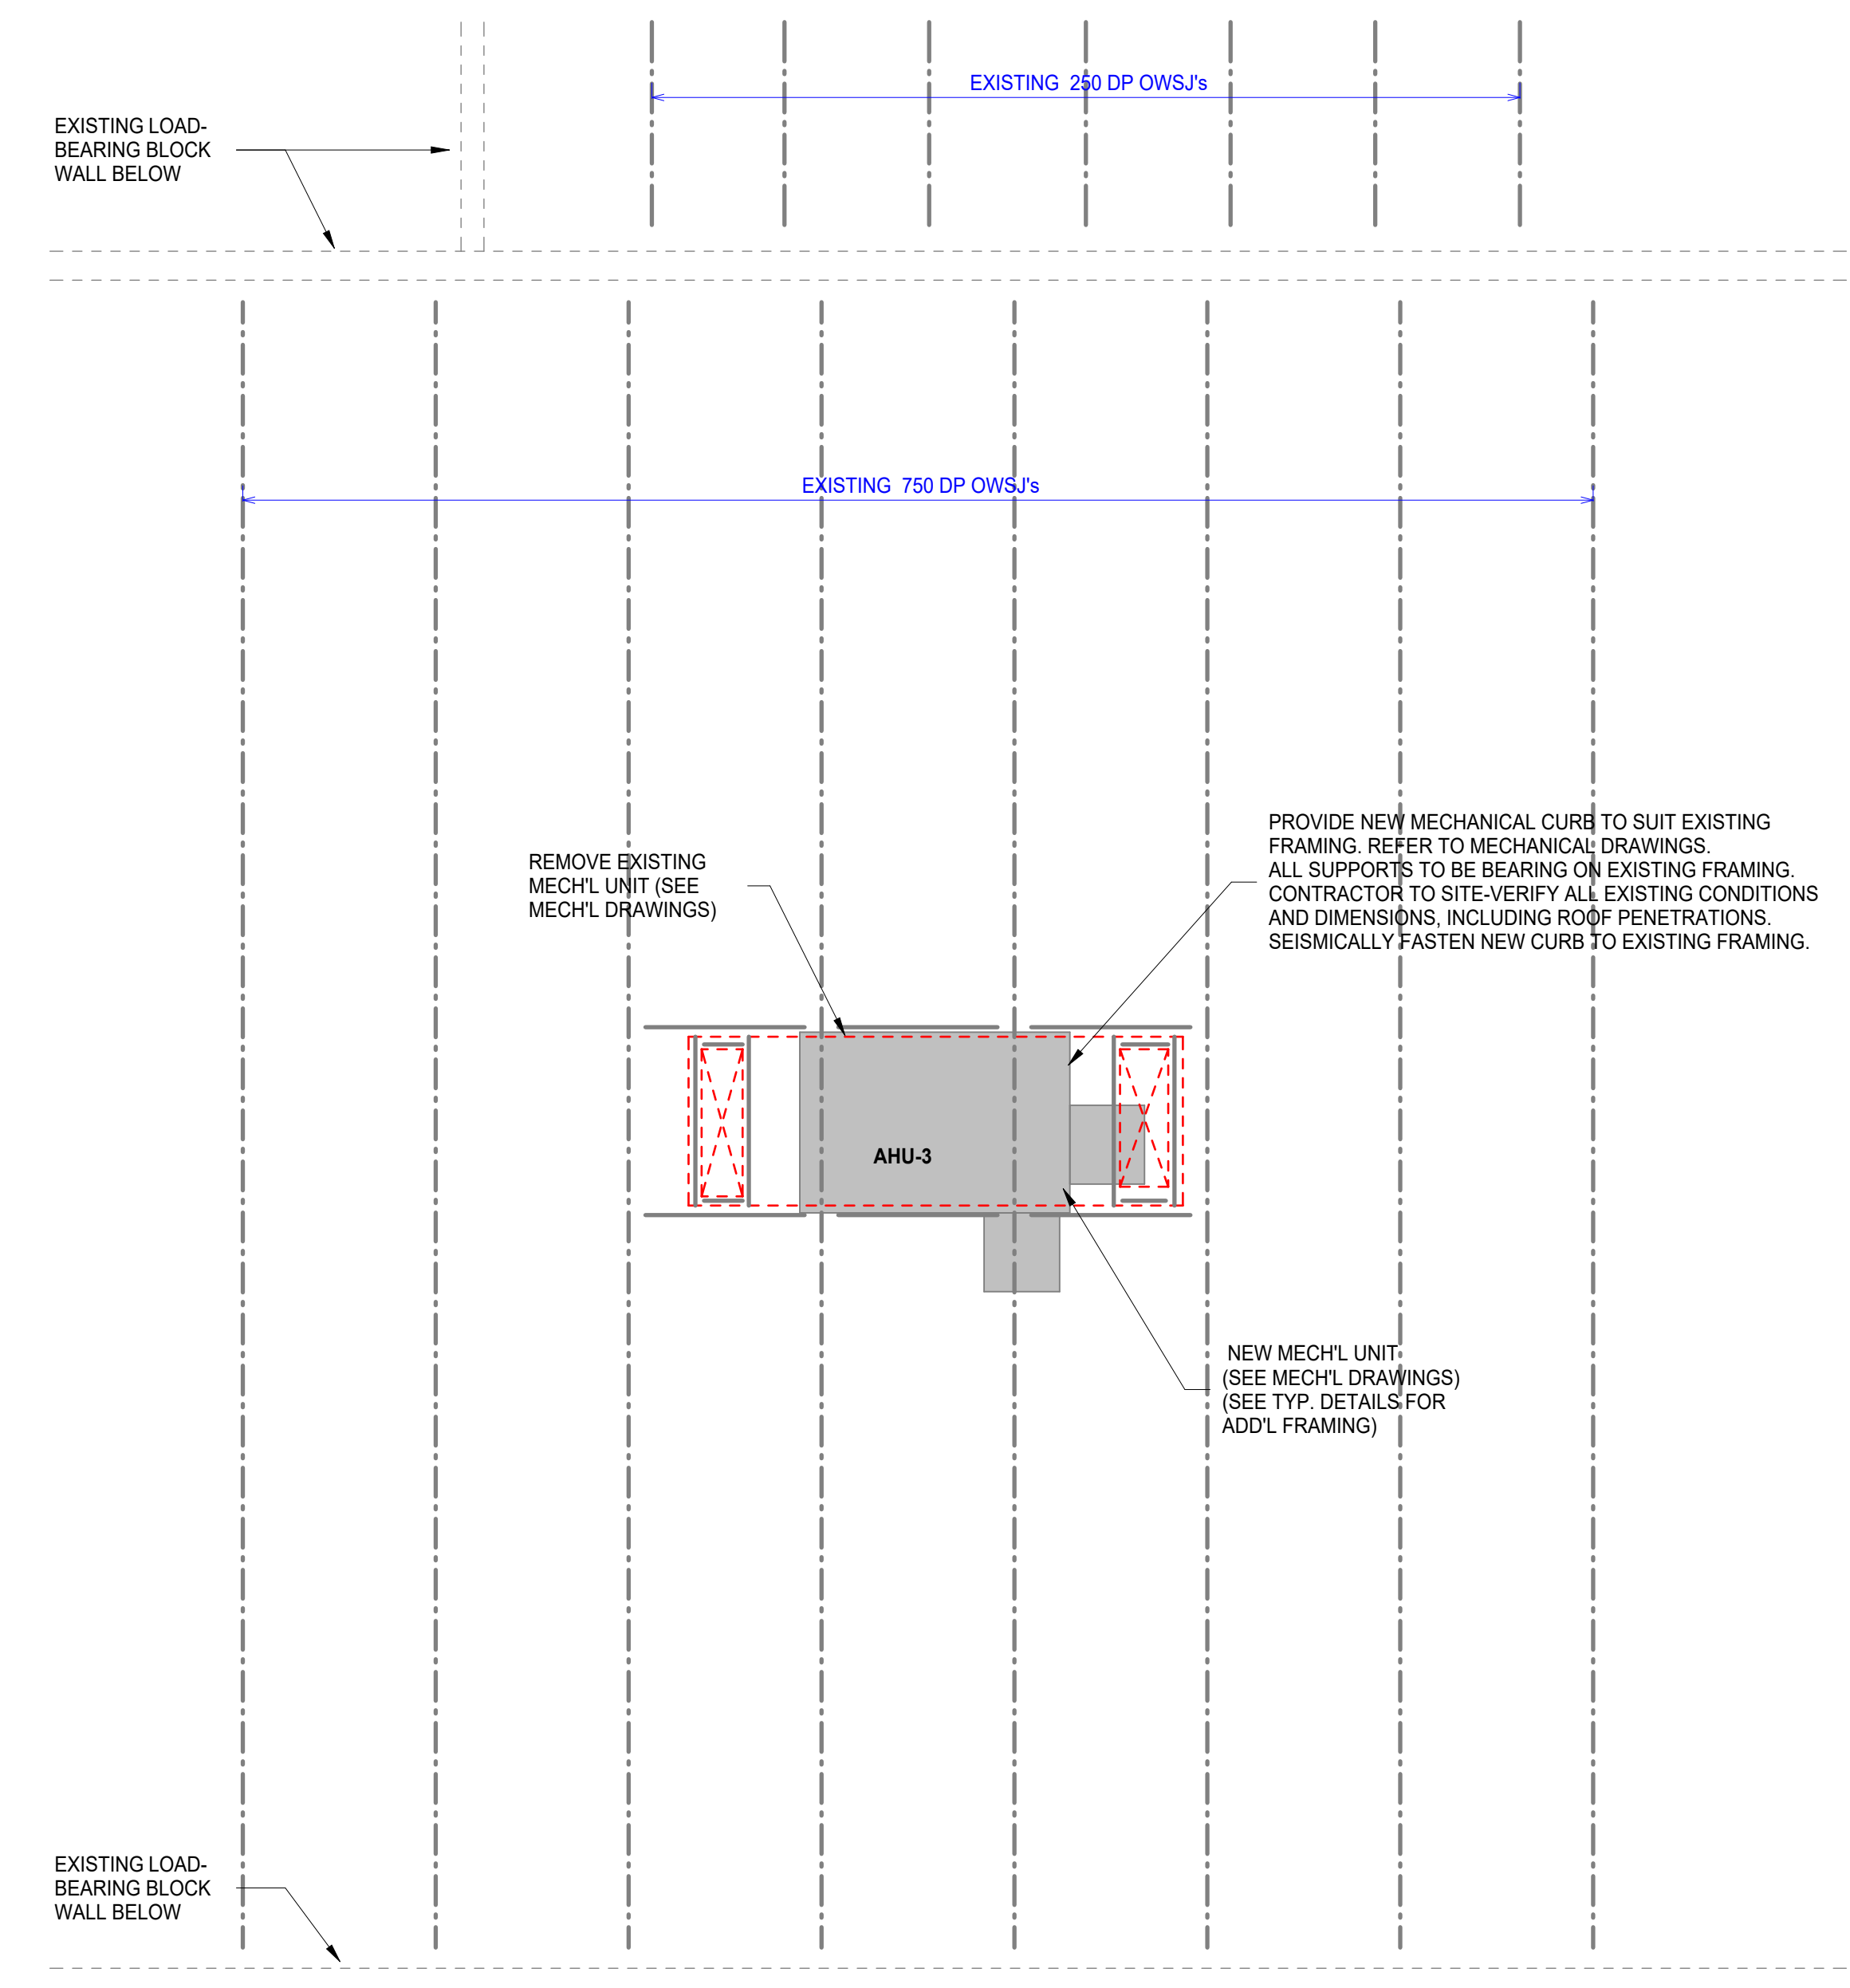 EXISTING 250 DP OWSJ's
EXISTING LOAD-
BEARING BLOCK
WALL BELOW
EXISTING 750 DP OWSJ's
PROVIDE NEW MECHANICAL CURB TO SUIT EXISTING
FRAMING. REFER TO MECHANICAL DRAWINGS.
ALL SUPPORTS TO BE BEARING ON EXISTING FRAMING.
CONTRACTOR TO SITE-VERIFY ALL EXISTING CONDITIONS
AND DIMENSIONS, INCLUDING ROOF PENETRATIONS.
SEISMICALLY FASTEN NEW CURB TO EXISTING FRAMING.
REMOVE EXISTING
MECH'L UNIT (SEE
MECH'L DRAWINGS)
AHU-3
NEW MECH'L UNIT
(SEE MECH'L DRAWINGS)
(SEE TYP. DETAILS FOR
ADD'L FRAMING)
EXISTING LOAD-
BEARING BLOCK
WALL BELOW